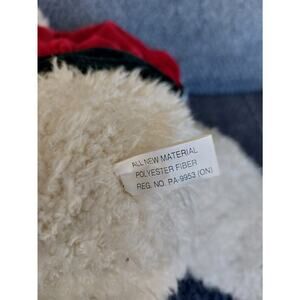 ALL NEW MATERIAL
POLYESTER FIBER
REG. NO. PA-9953 (ON)